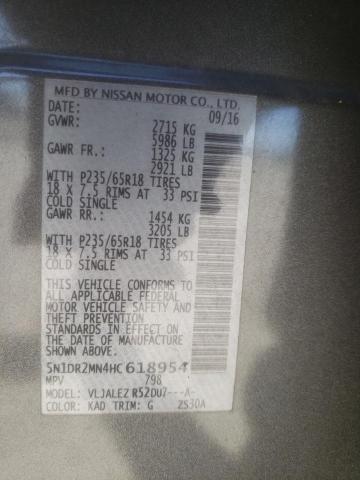 MFD BY NISSAN MOTOR CO., LTD.
DATE: 09/16
GVWR: 2715 KG
5986 LB
GAWR FR.: 1325 KG
2921 LB
WITH P235/65R18 TIRES
18 X 7.5 RIMS AT 33 PSI
COLD SINGLE
GAWR RR.: 1454 KG
3205 LB
WITH P235/65R18 TIRES
18 X 7.5 RIMS AT 33 PSI
COLD SINGLE
THIS VEHICLE CONFORMS TO
ALL APPLICABLE FEDERAL
MOTOR VEHICLE SAFETY AND
THEFT PREVENTION
STANDARDS IN EFFECT ON
THE DATE OF MANUFACTURE
SHOWN ABOVE.
5N1DR2MN4HC618954
MPV 798
MODEL: VLJALEZ R52DU7---A-
COLOR: KAD TRIM: G 2530A